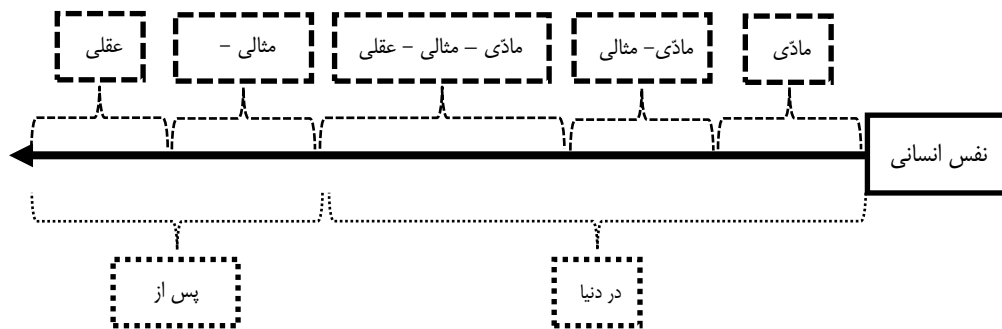 مادّی
مادّی- مثالی
مادّی – مثالی – عقلی
مثالی –
عقلی
نفس انسانی
در دنیا
پس از